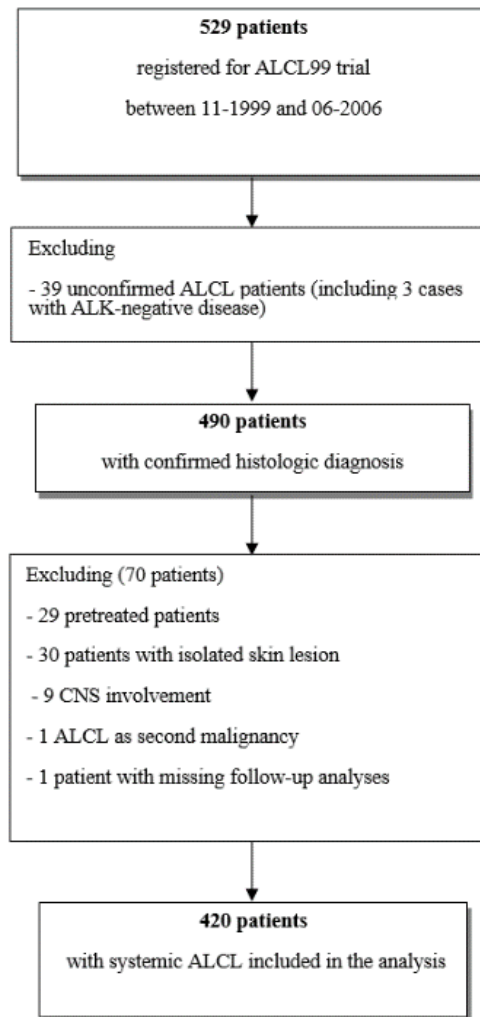 529 patients
registered for ALCL99 trial
between 11-1999 and 06-2006
Excluding
- 39 unconfirmed ALCL patients (including 3 cases
with ALK-negative disease)
490 patients
with confirmed histologic diagnosis
Excluding (70 patients)
- 29 pretreated patients
- 30 patients with isolated skin lesion
- 9 CNS involvement
- 1 ALCL as second malignancy
- 1 patient with missing follow-up analyses
420 patients
with systemic ALCL included in the analysis